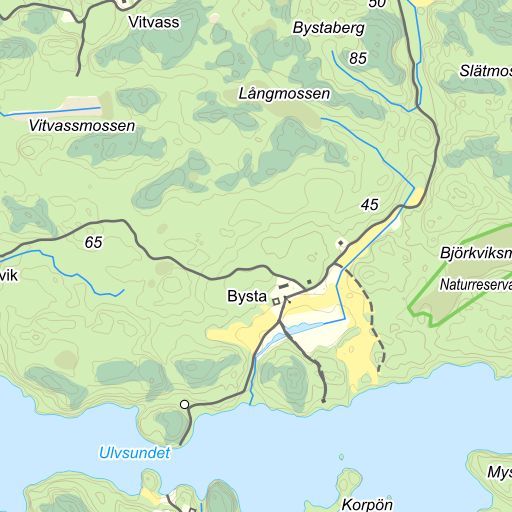 50
Vitvass
Bystaberg
85
Slätmos
Långmossen
Vitvassmossen
45
65
Björkviksm
vik
Naturreserva
Bysta
Ulvsundet
Mys
Korpön